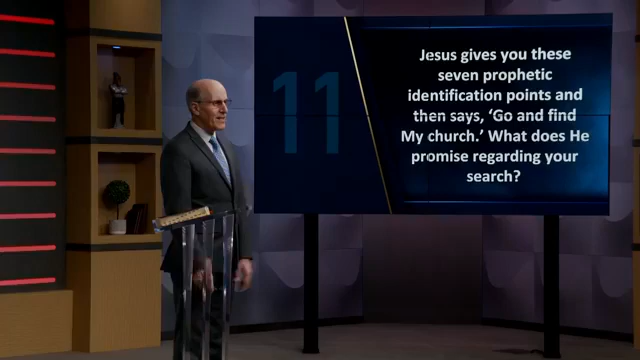 11
Jesus gives you these
seven prophetic
identification points and
then says, ‘Go and find
My church.’ What does He
promise regarding your
search?